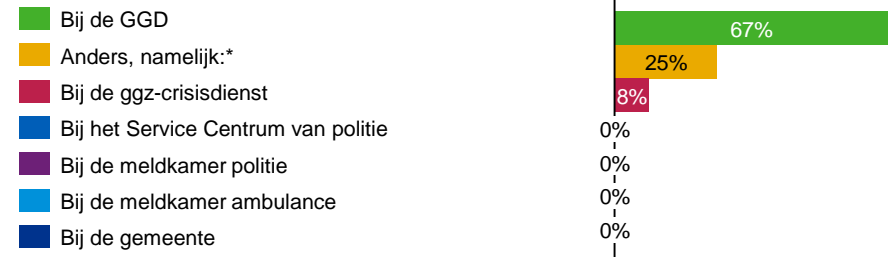 Bij de GGD 67%
Anders, namelijk:* 25%
Bij de ggz-crisisdienst 8%
Bij het Service Centrum van politie 0%
Bij de meldkamer politie 0%
Bij de meldkamer ambulance 0%
Bij de gemeente 0%